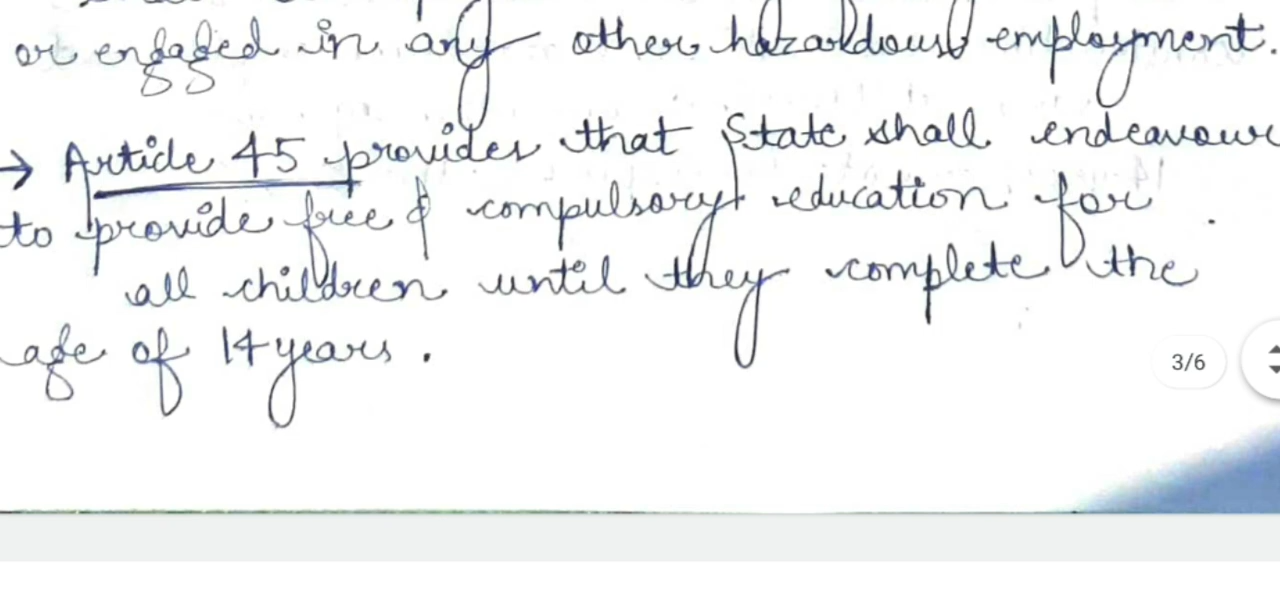 or engaged in any other hazardous employment.
→ Article 45 provides that State shall endeavour
to provide free & compulsory education for
all children until they complete the
age of 14 years.
3/6